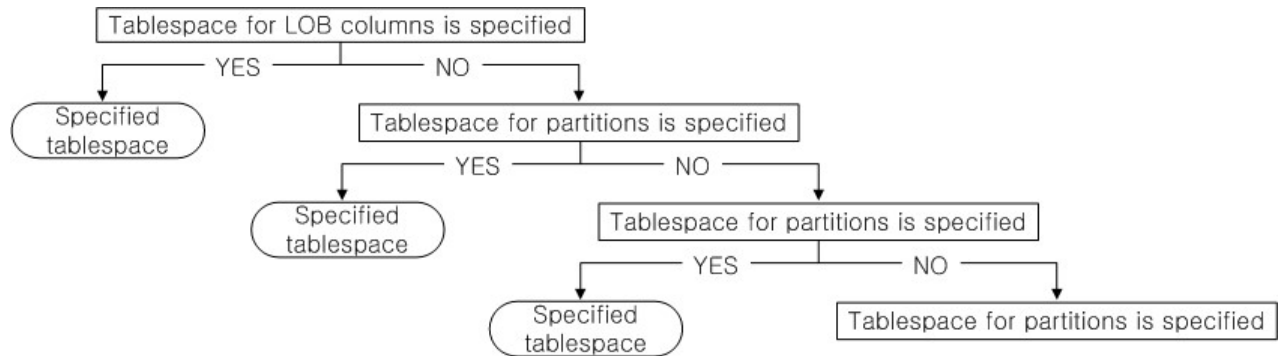 Tablespace for LOB columns is specified
YES
NO
Specified
tablespace
Tablespace for partitions is specified
YES
NO
Specified
tablespace
Tablespace for partitions is specified
YES
NO
Specified
tablespace
Tablespace for partitions is specified